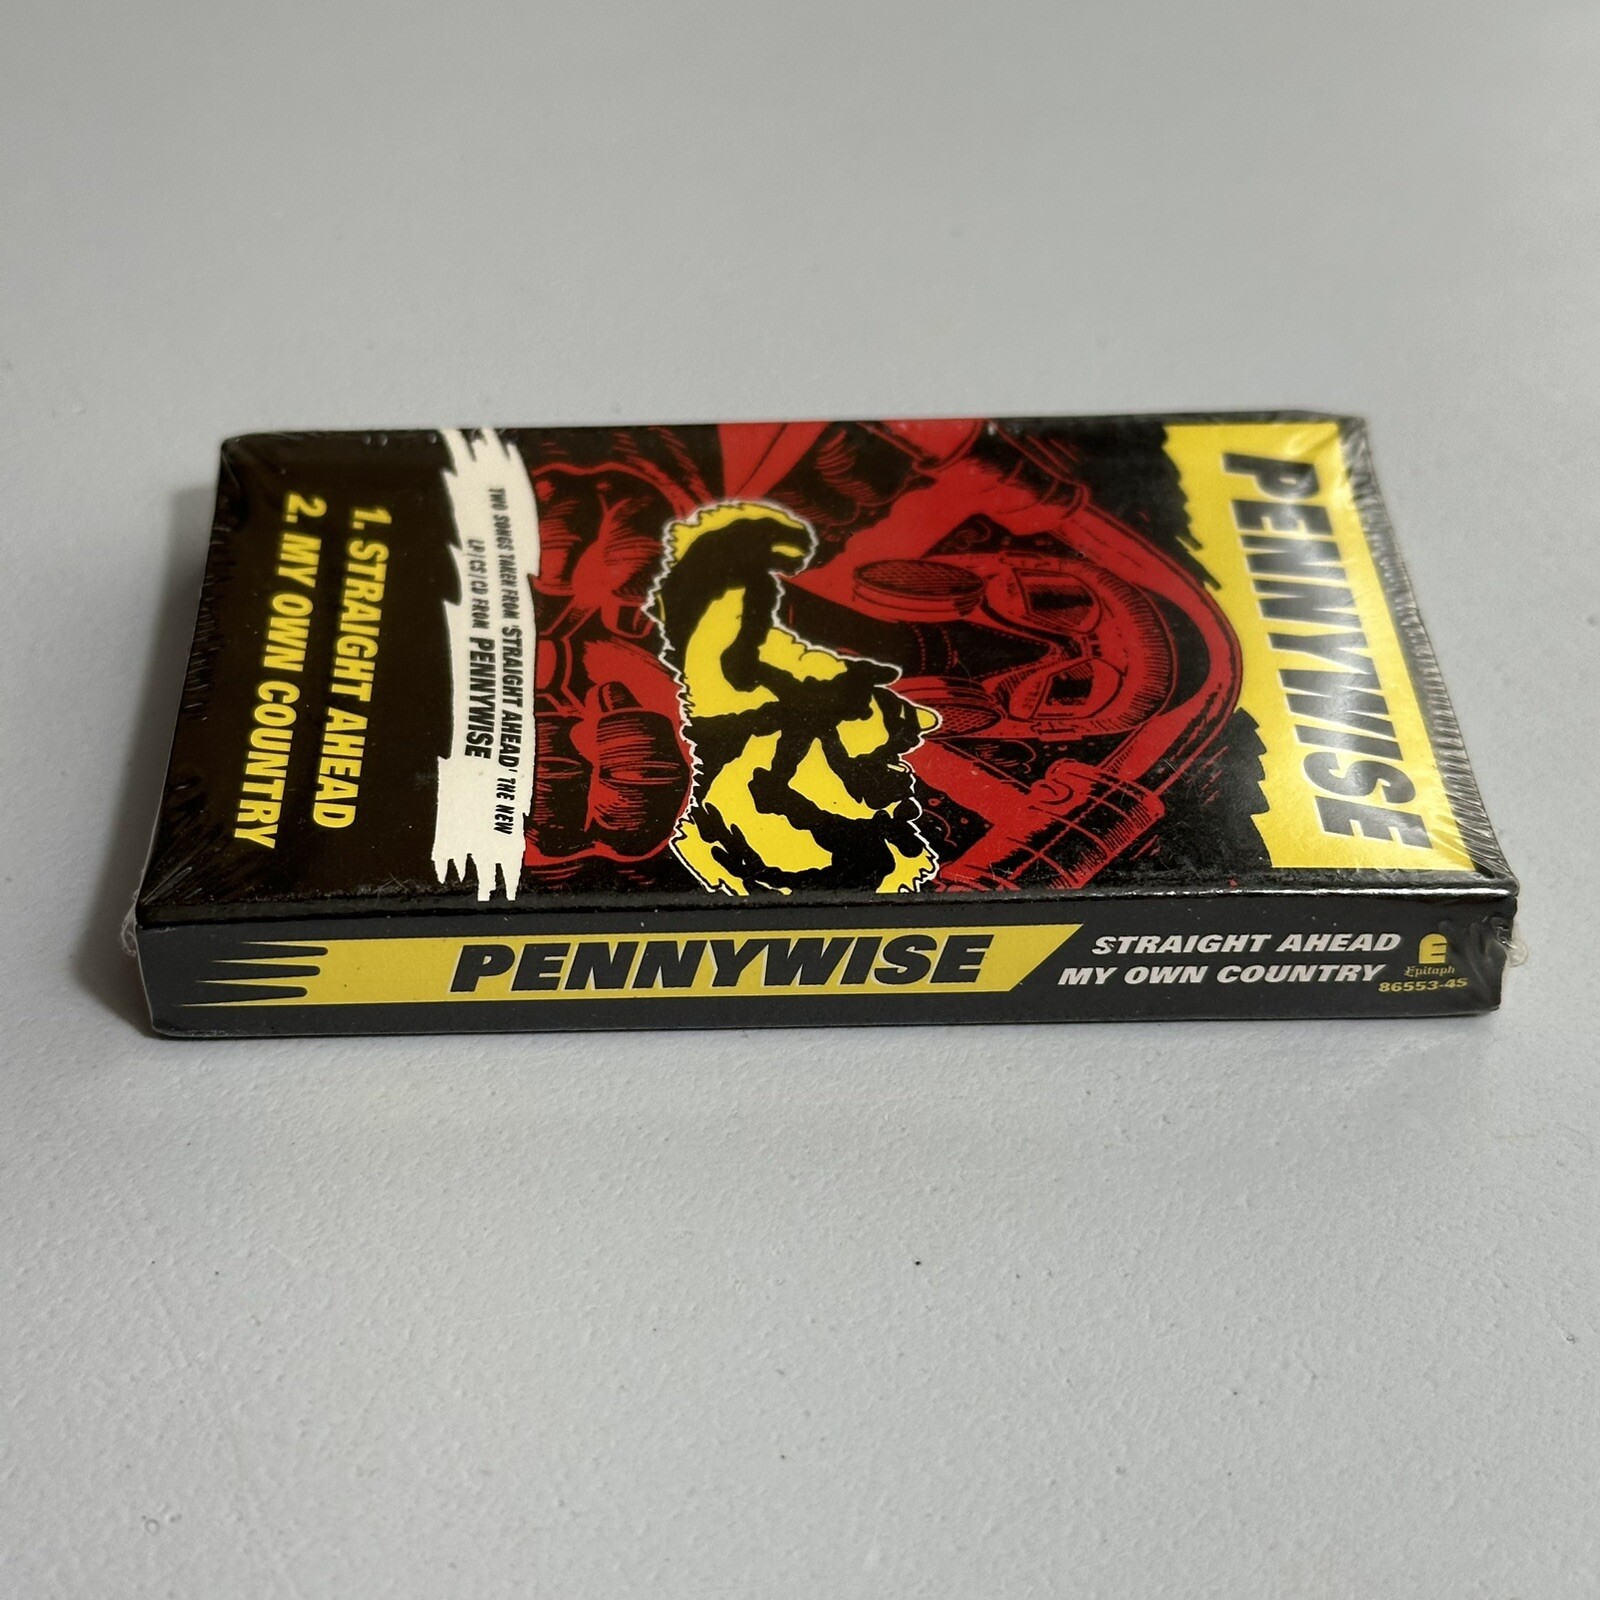 PENNYWISE
TWO SONGS TAKEN FROM 'STRAIGHT AHEAD' THE NEW
LP/CS/CD FROM PENNYWISE
1. STRAIGHT AHEAD
2. MY OWN COUNTRY
PENNYWISE
STRAIGHT AHEAD
MY OWN COUNTRY
E
Epitaph
86553-4S